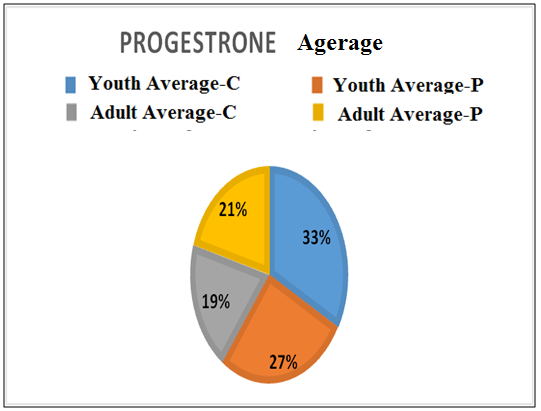 PROGESTRONE Agerage
Youth Average-C Youth Average-P
Adult Average-C Adult Average-P
21% 33%
19%
27%